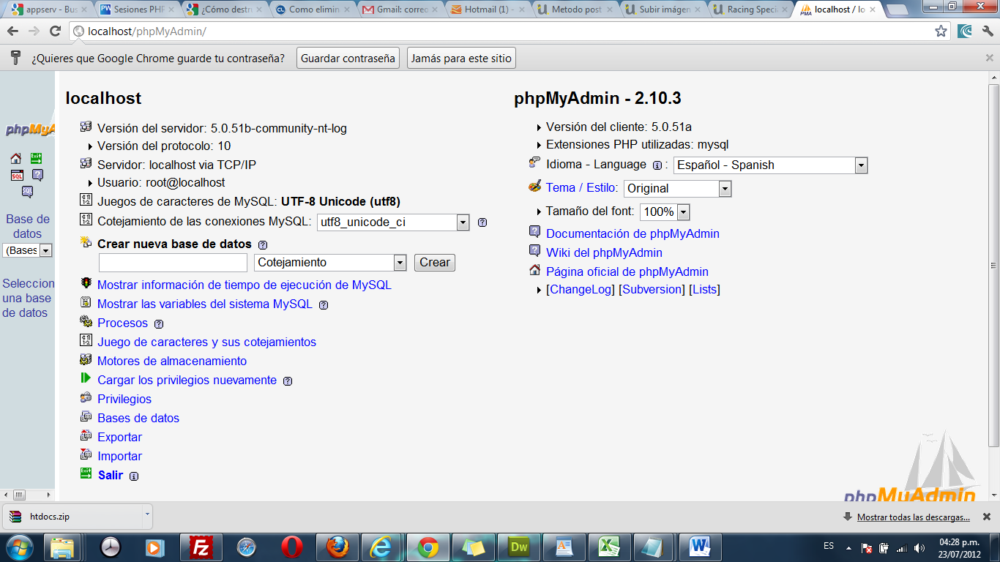 appserv - Bus
Sesiones PHP
¿Cómo destr
Como elimin
Gmail: correo
Hotmail (1) -
Metodo post
Subir imágen
Racing Speci
localhost / lo
localhost/phpMyAdmin/
¿Quieres que Google Chrome guarde tu contraseña? Guardar contraseña Jamás para este sitio
phpMyA
Base de
datos
(Bases
Seleccion
una base
de datos
localhost
Versión del servidor: 5.0.51b-community-nt-log
Versión del protocolo: 10
Servidor: localhost via TCP/IP
Usuario: root@localhost
Juegos de caracteres de MySQL: UTF-8 Unicode (utf8)
Cotejamiento de las conexiones MySQL: utf8_unicode_ci
Crear nueva base de datos
Cotejamiento Crear
Mostrar información de tiempo de ejecución de MySQL
Mostrar las variables del sistema MySQL
Procesos
Juego de caracteres y sus cotejamientos
Motores de almacenamiento
Cargar los privilegios nuevamente
Privilegios
Bases de datos
Exportar
Importar
Salir
phpMyAdmin - 2.10.3
Versión del cliente: 5.0.51a
Extensiones PHP utilizadas: mysql
Idioma - Language : Español - Spanish
Tema / Estilo: Original
Tamaño del font: 100%
Documentación de phpMyAdmin
Wiki del phpMyAdmin
Página oficial de phpMyAdmin
[ChangeLog] [Subversion] [Lists]
phpMyAdmin
htdocs.zip
Mostrar todas las descargas...
Fz
Dw
W
ES
04:28 p.m.
23/07/2012